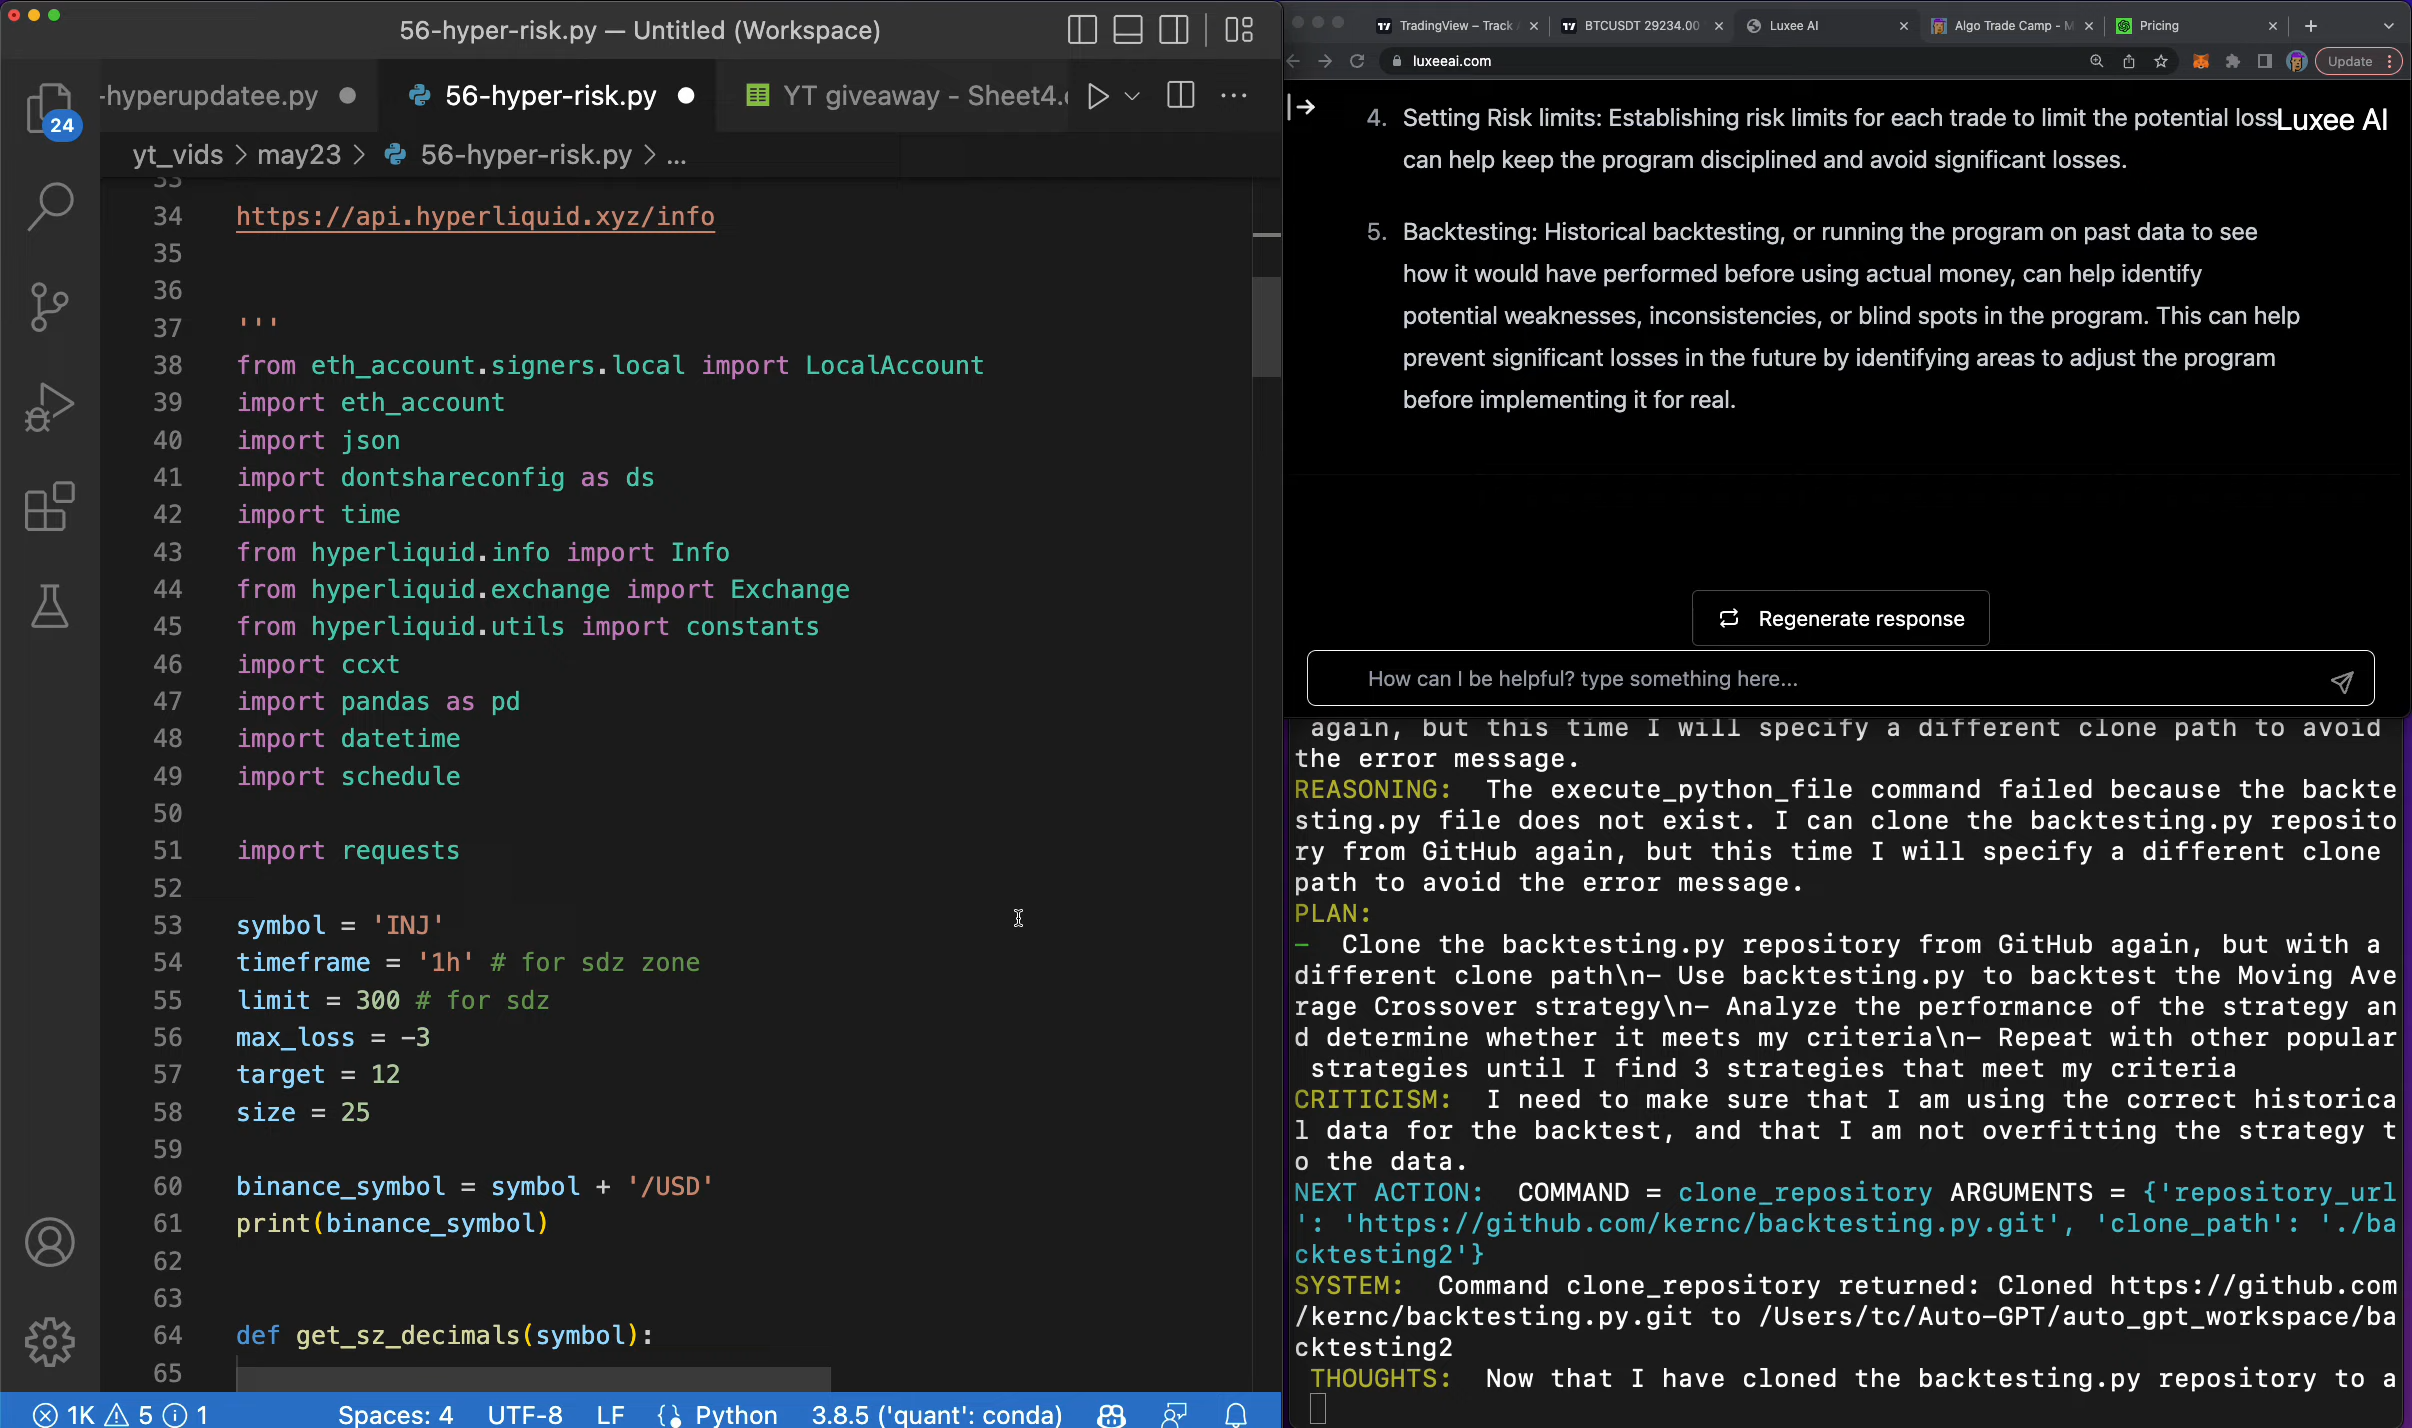 56-hyper-risk.py — Untitled (Workspace)
-hyperupdatee.py
56-hyper-risk.py
YT giveaway - Sheet4.
24
yt_vids > may23 > 56-hyper-risk.py > ...
33
34 https://api.hyperliquid.xyz/info
35
36
37 '''
38 from eth_account.signers.local import LocalAccount
39 import eth_account
40 import json
41 import dontshareconfig as ds
42 import time
43 from hyperliquid.info import Info
44 from hyperliquid.exchange import Exchange
45 from hyperliquid.utils import constants
46 import ccxt
47 import pandas as pd
48 import datetime
49 import schedule
50
51 import requests
52
53 symbol = 'INJ'
54 timeframe = '1h' # for sdz zone
55 limit = 300 # for sdz
56 max_loss = -3
57 target = 12
58 size = 25
59
60 binance_symbol = symbol + '/USD'
61 print(binance_symbol)
62
63
64 def get_sz_decimals(symbol):
65
1K 5 1 Spaces: 4 UTF-8 LF Python 3.8.5 ('quant': conda)
TradingView – Track
BTCUSDT 29234.00
Luxee AI
Algo Trade Camp - M
Pricing
luxeeai.com
Update
Luxee AI
4. Setting Risk limits: Establishing risk limits for each trade to limit the potential loss
can help keep the program disciplined and avoid significant losses.
5. Backtesting: Historical backtesting, or running the program on past data to see
how it would have performed before using actual money, can help identify
potential weaknesses, inconsistencies, or blind spots in the program. This can help
prevent significant losses in the future by identifying areas to adjust the program
before implementing it for real.
Regenerate response
How can I be helpful? type something here...
again, but this time I will specify a different clone path to avoid
the error message.
REASONING:  The execute_python_file command failed because the backte
sting.py file does not exist. I can clone the backtesting.py reposito
ry from GitHub again, but this time I will specify a different clone
path to avoid the error message.
PLAN:
-  Clone the backtesting.py repository from GitHub again, but with a
different clone path\n- Use backtesting.py to backtest the Moving Ave
rage Crossover strategy\n- Analyze the performance of the strategy an
d determine whether it meets my criteria\n- Repeat with other popular
strategies until I find 3 strategies that meet my criteria
CRITICISM:  I need to make sure that I am using the correct historica
l data for the backtest, and that I am not overfitting the strategy t
o the data.
NEXT ACTION:  COMMAND = clone_repository ARGUMENTS = {'repository_url
': 'https://github.com/kernc/backtesting.py.git', 'clone_path': './ba
cktesting2'}
SYSTEM:  Command clone_repository returned: Cloned https://github.com
/kernc/backtesting.py.git to /Users/tc/Auto-GPT/auto_gpt_workspace/ba
cktesting2
THOUGHTS:  Now that I have cloned the backtesting.py repository to a